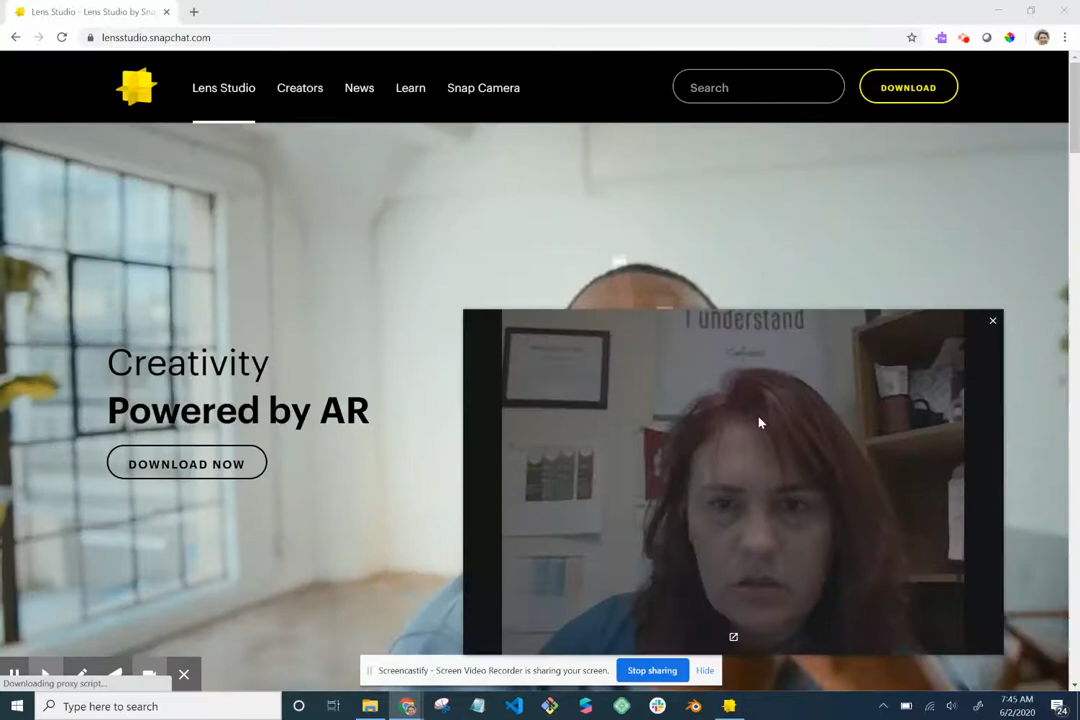 Lens Studio - Lens Studio by Sna
lensstudio.snapchat.com
Lens Studio
Creators
News
Learn
Snap Camera
Search
DOWNLOAD
Creativity
Powered by AR
DOWNLOAD NOW
I understand
Screencastify - Screen Video Recorder is sharing your screen.
Stop sharing
Hide
Downloading proxy script...
Type here to search
7:45 AM
6/2/2020
24